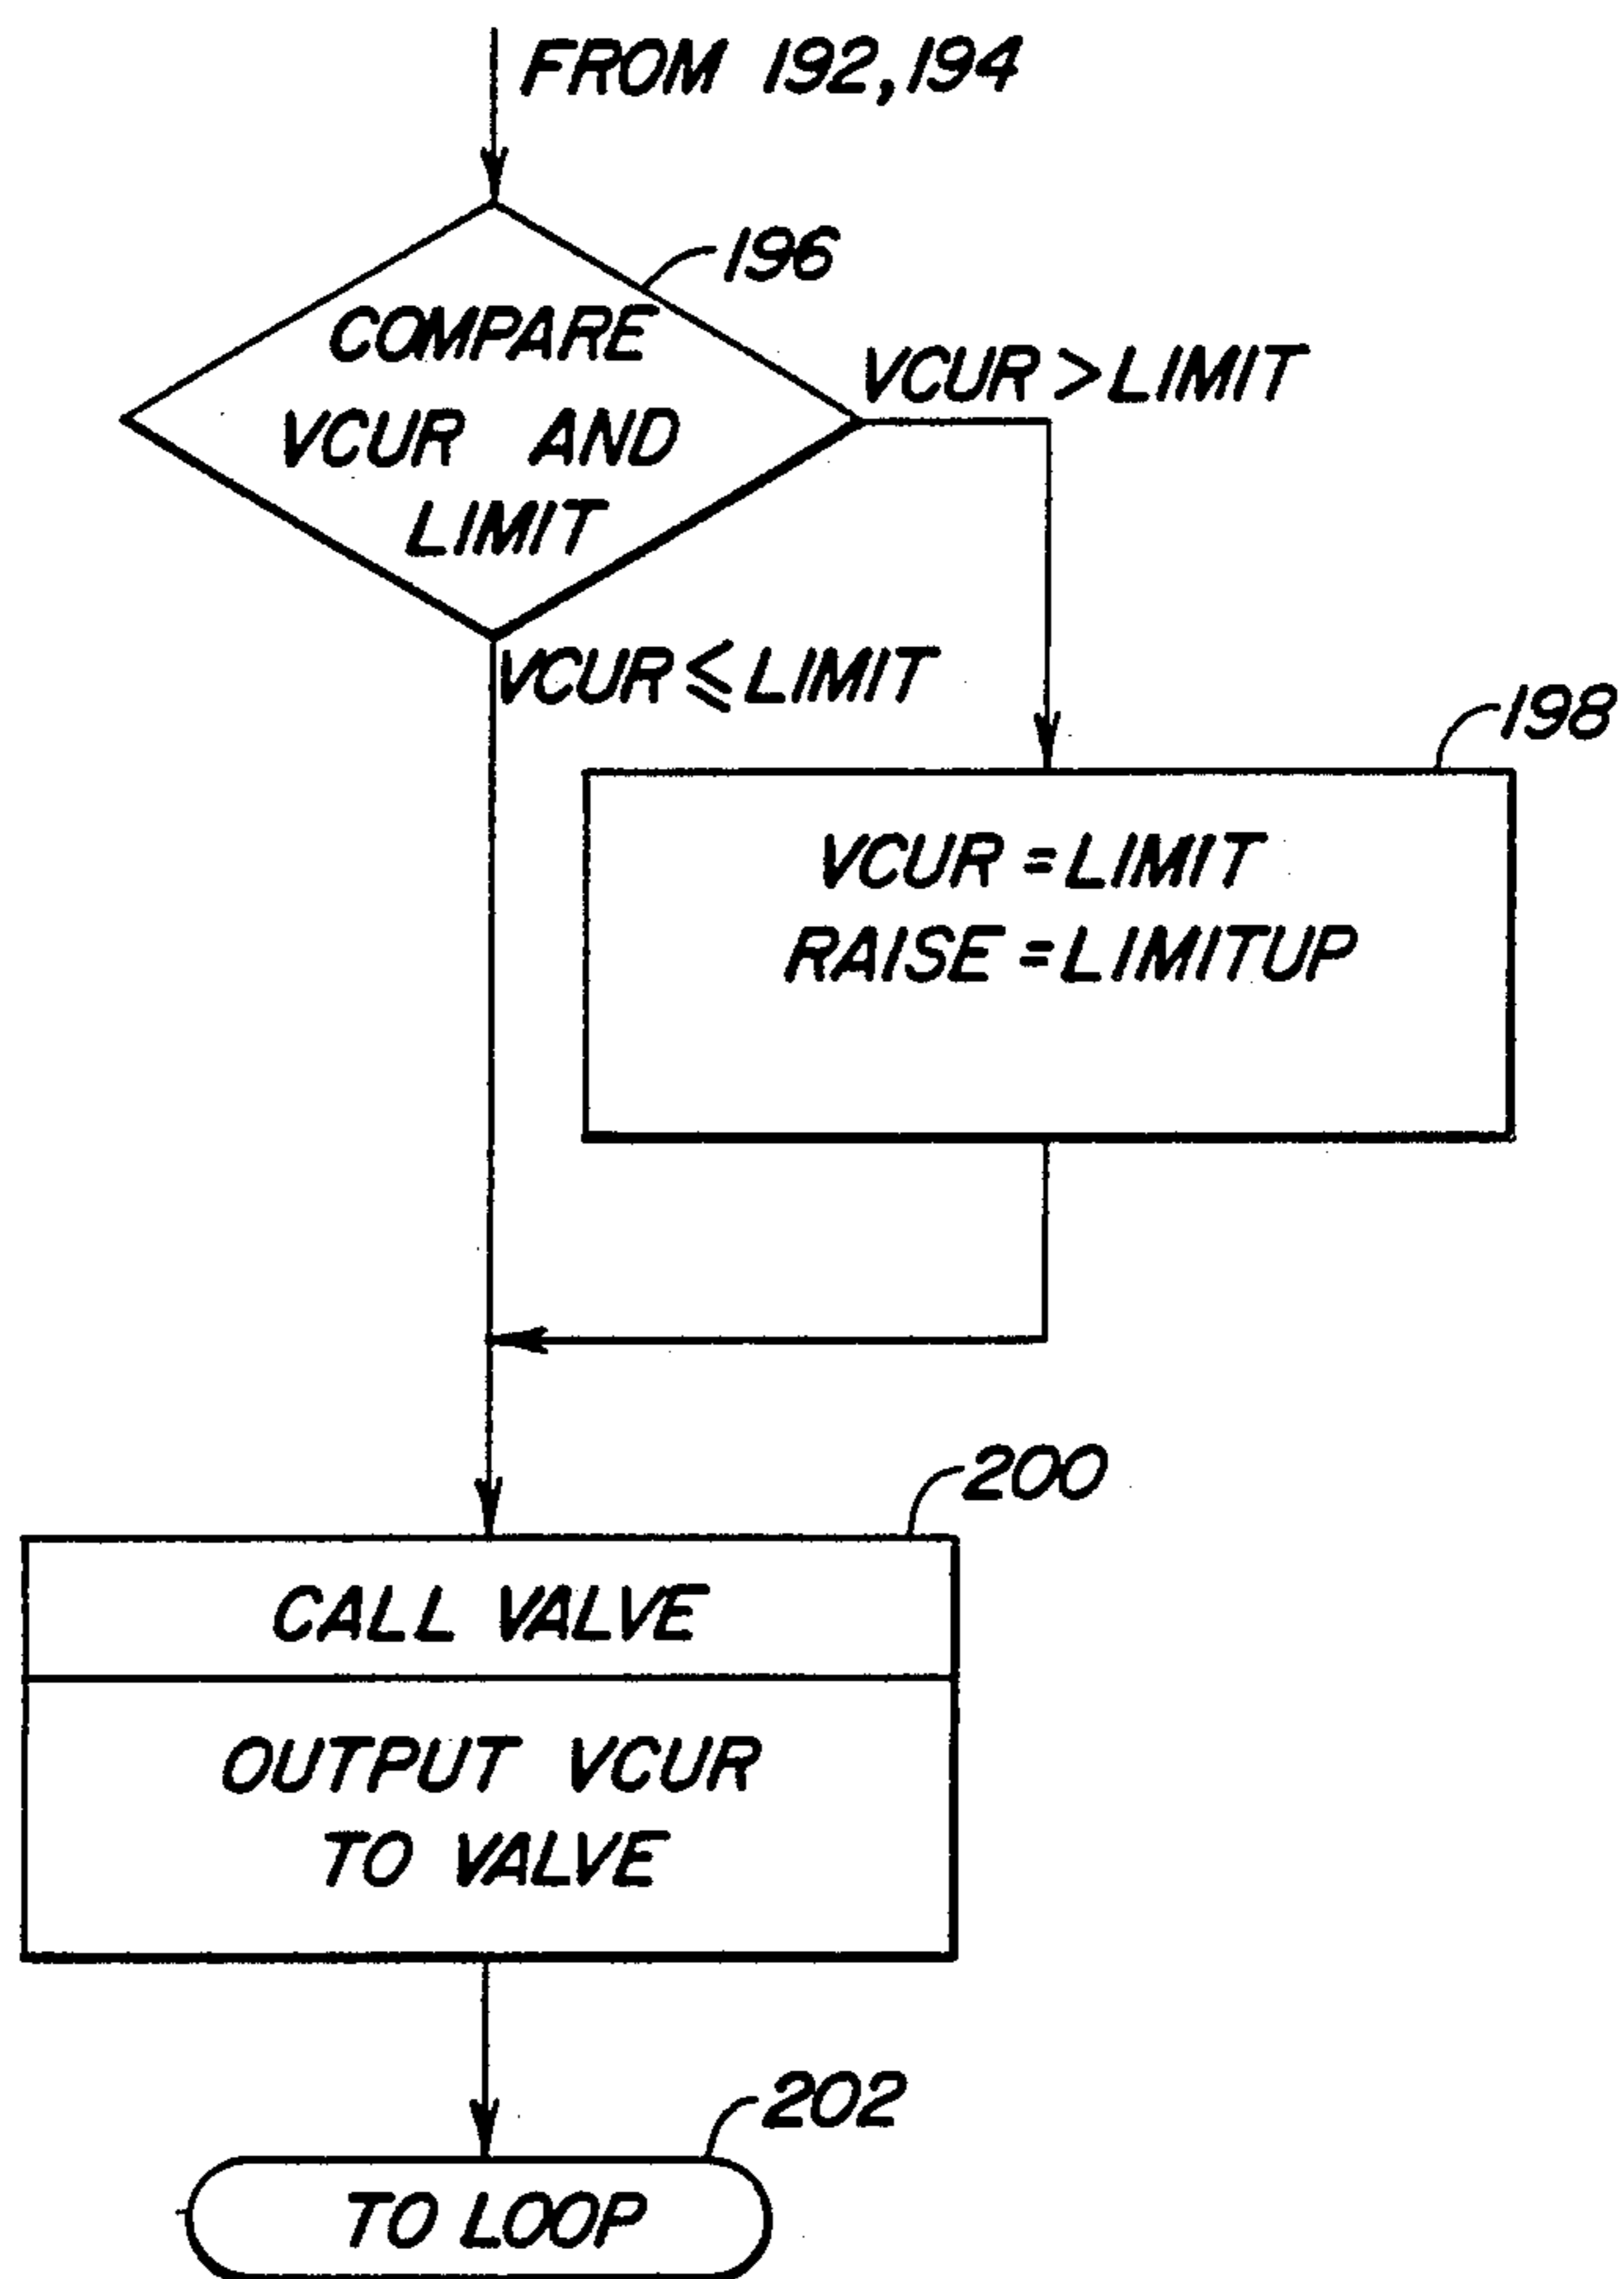 FROM 192,194
196
COMPARE
VCUR AND
LIMIT
VCUR>LIMIT
VCUR≤LIMIT
198
VCUR=LIMIT
RAISE=LIMITUP
200
CALL VALVE
OUTPUT VCUR
TO VALVE
202
TO LOOP